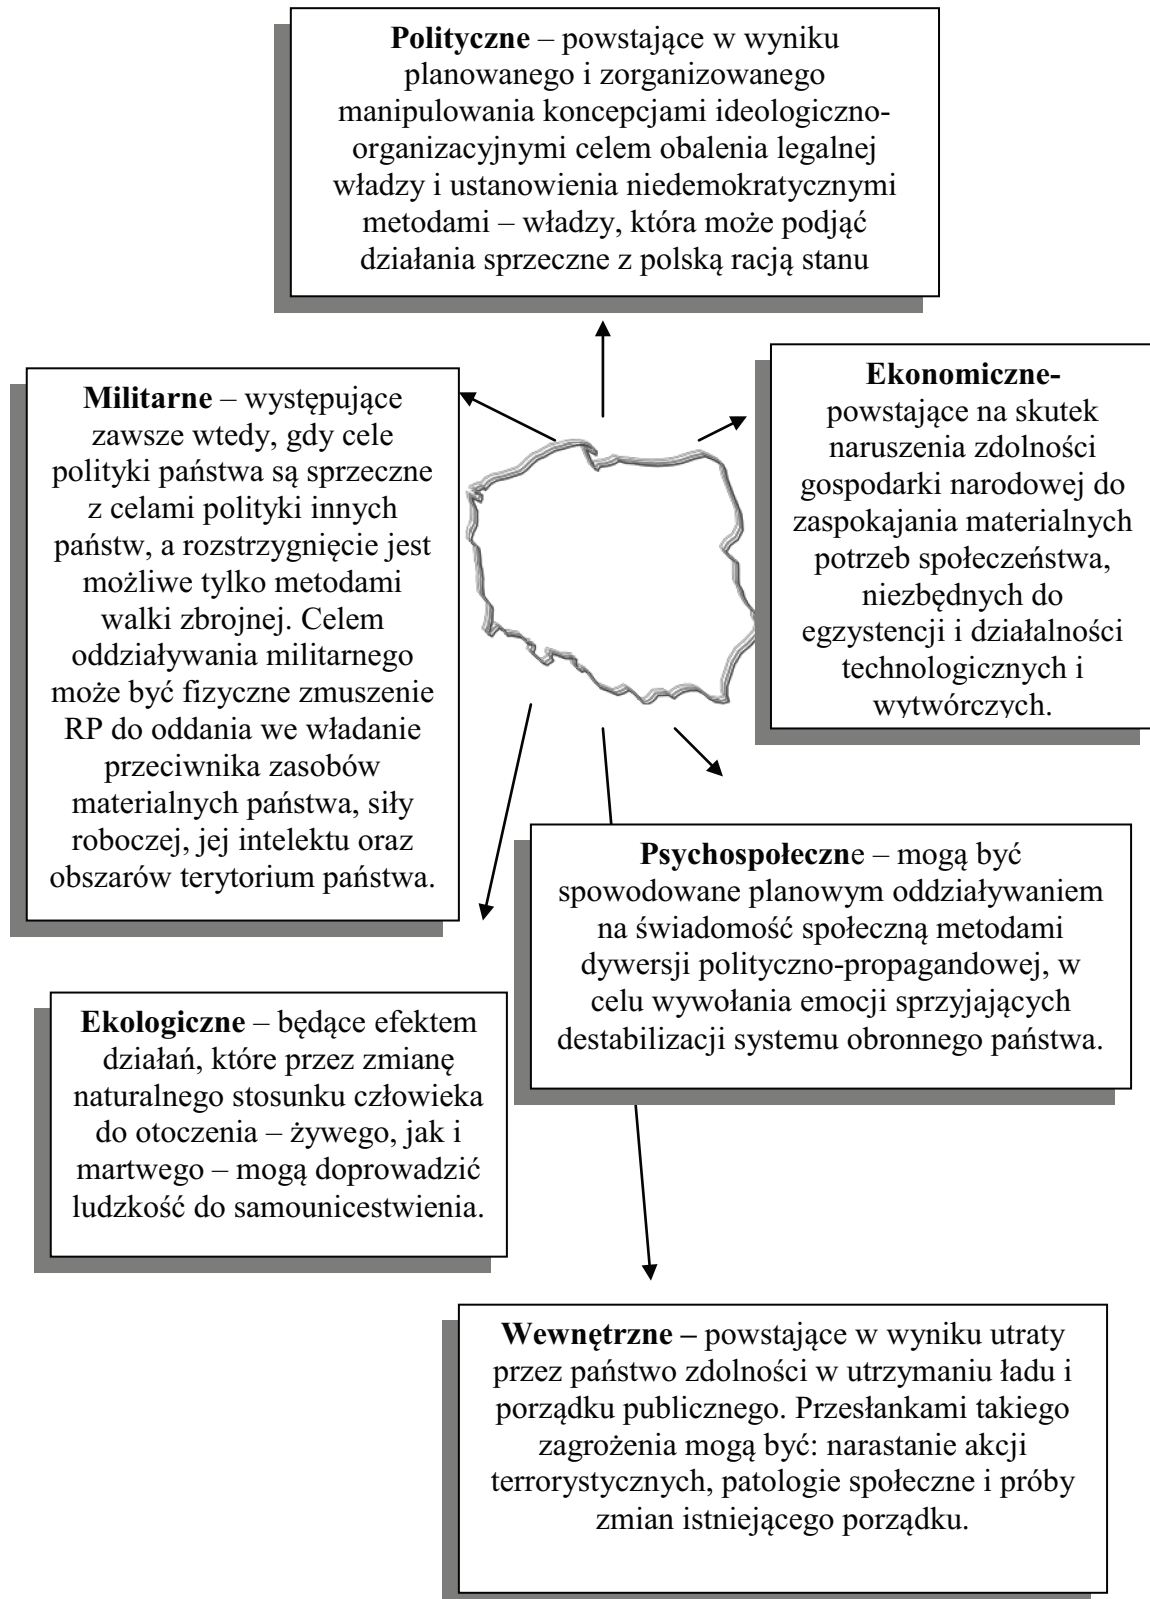 Polityczne – powstające w wyniku
planowanego i zorganizowanego
manipulowania koncepcjami ideologiczno-
organizacyjnymi celem obalenia legalnej
władzy i ustanowienia niedemokratycznymi
metodami – władzy, która może podjąć
działania sprzeczne z polską racją stanu
Militarne – występujące
zawsze wtedy, gdy cele
polityki państwa są sprzeczne
z celami polityki innych
państw, a rozstrzygnięcie jest
możliwe tylko metodami
walki zbrojnej. Celem
oddziaływania militarnego
może być fizyczne zmuszenie
RP do oddania we władanie
przeciwnika zasobów
materialnych państwa, siły
roboczej, jej intelektu oraz
obszarów terytorium państwa.
Ekonomiczne-
powstające na skutek
naruszenia zdolności
gospodarki narodowej do
zaspokajania materialnych
potrzeb społeczeństwa,
niezbędnych do
egzystencji i działalności
technologicznych i
wytwórczych.
Psychospołeczne – mogą być
spowodowane planowym oddziaływaniem
na świadomość społeczną metodami
dywersji polityczno-propagandowej, w
celu wywołania emocji sprzyjających
destabilizacji systemu obronnego państwa.
Ekologiczne – będące efektem
działań, które przez zmianę
naturalnego stosunku człowieka
do otoczenia – żywego, jak i
martwego – mogą doprowadzić
ludzkość do samounicestwienia.
Wewnętrzne – powstające w wyniku utraty
przez państwo zdolności w utrzymaniu ładu i
porządku publicznego. Przesłankami takiego
zagrożenia mogą być: narastanie akcji
terrorystycznych, patologie społeczne i próby
zmian istniejącego porządku.